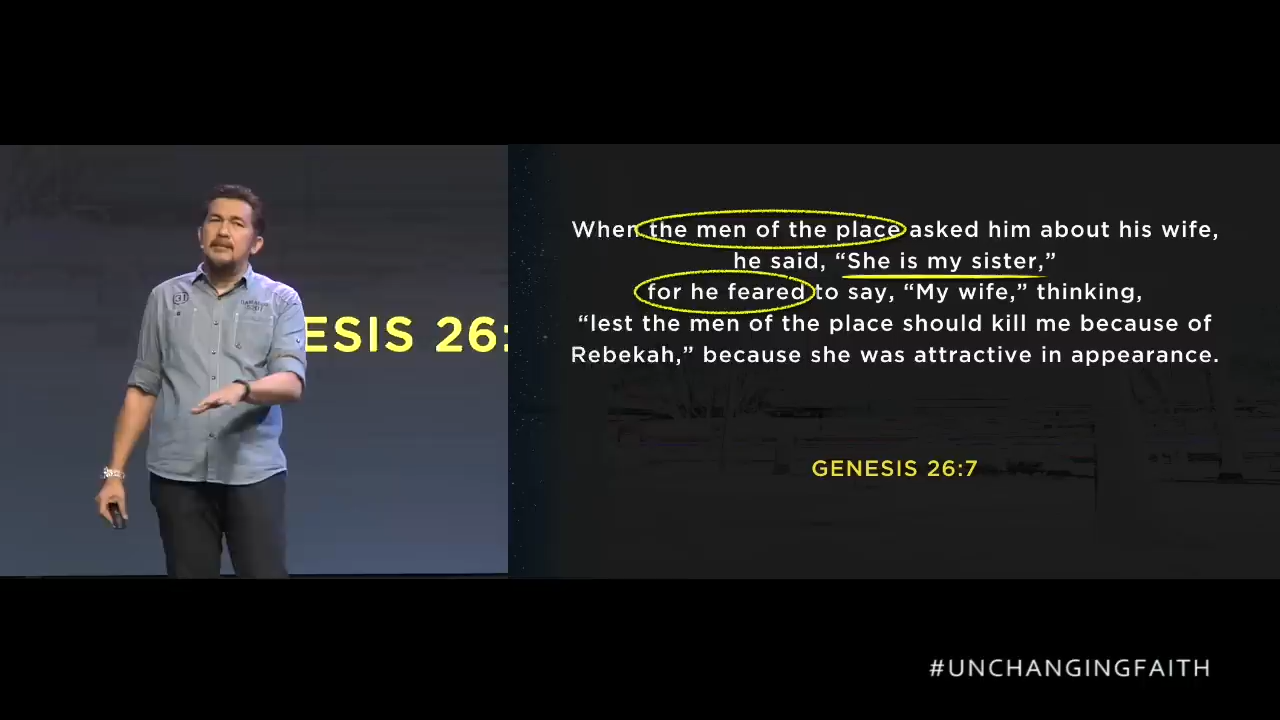 ESIS 26:
When the men of the place asked him about his wife,
he said, “She is my sister,”
for he feared to say, “My wife,” thinking,
“lest the men of the place should kill me because of
Rebekah,” because she was attractive in appearance.
GENESIS 26:7
#UNCHANGINGFAITH